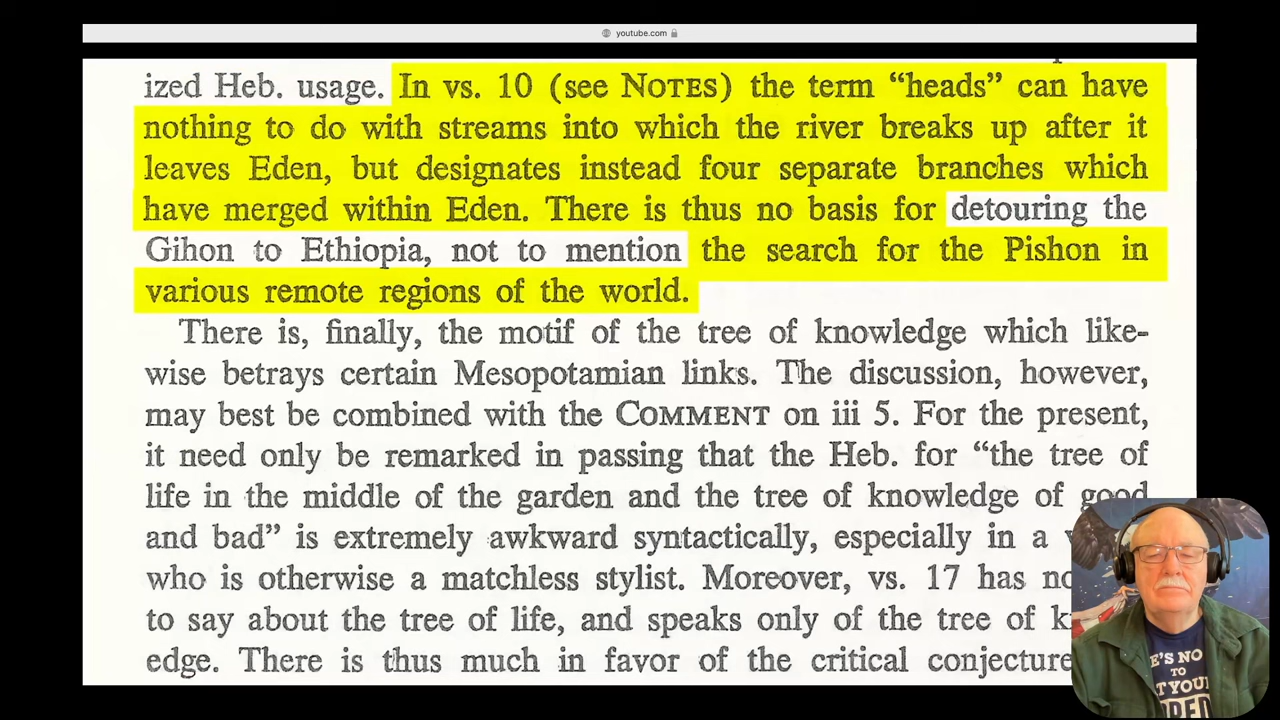 youtube.com
ized Heb. usage. In vs. 10 (see NOTES) the term “heads” can have
nothing to do with streams into which the river breaks up after it
leaves Eden, but designates instead four separate branches which
have merged within Eden. There is thus no basis for detouring the
Gihon to Ethiopia, not to mention the search for the Pishon in
various remote regions of the world.
There is, finally, the motif of the tree of knowledge which like-
wise betrays certain Mesopotamian links. The discussion, however,
may best be combined with the COMMENT on iii 5. For the present,
it need only be remarked in passing that the Heb. for “the tree of
life in the middle of the garden and the tree of knowledge of good
and bad” is extremely awkward syntactically, especially in a
who is otherwise a matchless stylist. Moreover, vs. 17 has
to say about the tree of life, and speaks only of the tree of
edge. There is thus much in favor of the critical conjecture
E'S NO
TO